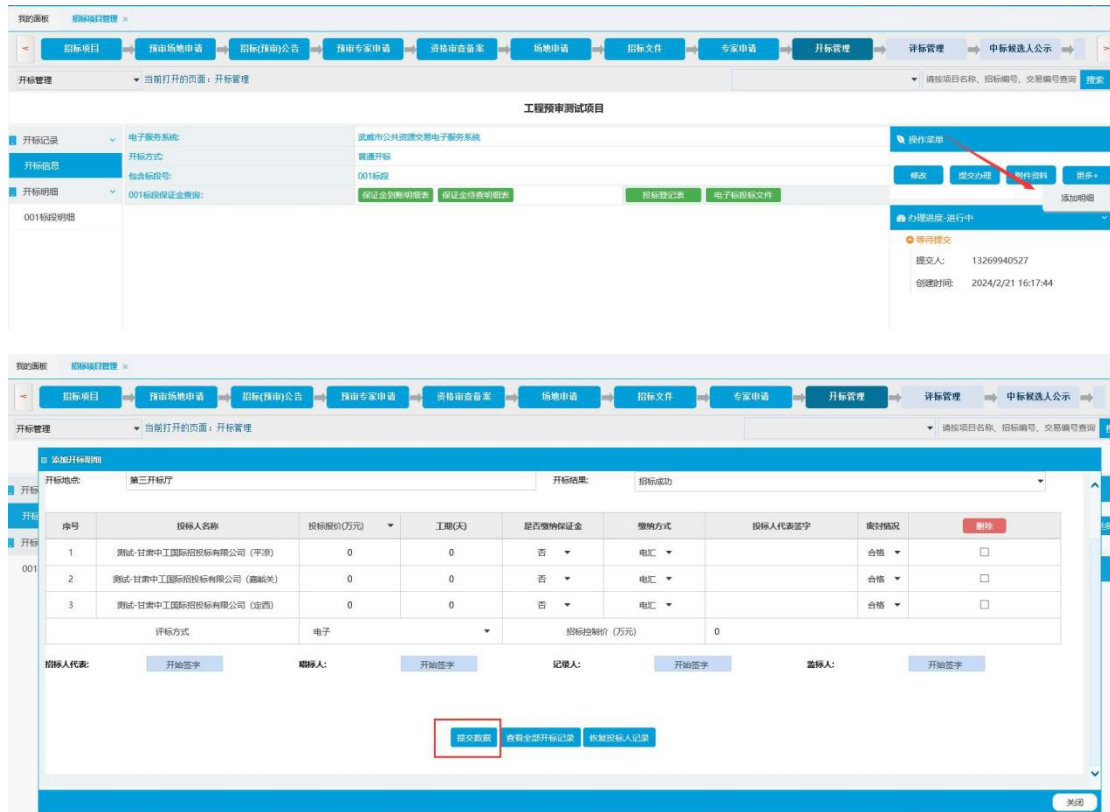 我的面板 招标项目管理 ×
< 招标项目 预审场地申请 招标(预审)公告 预审专家申请 资格审查备案 场地申请 招标文件 专家申请 开标管理 评标管理 中标候选人公示 >
开标管理 当前打开的页面：开标管理 请按项目名称、招标编号、交易编号查询 搜索
工程预审测试项目
开标记录 电子服务系统: 武威市公共资源交易电子服务系统 操作菜单
开标信息 开标方式: 普通开标
包含标段号: 001标段 修改 提交办理 附件资料 更多+
开标明细 001标段保证金查询: 保证金到账明细表 保证金待查明细表 投标登记表 电子标投标文件 添加明细
001标段明细 办理进度-进行中
等待提交
提交人: 13269940527
创建时间: 2024/2/21 16:17:44
我的面板 招标项目管理 ×
< 招标项目 预审场地申请 招标(预审)公告 预审专家申请 资格审查备案 场地申请 招标文件 专家申请 开标管理 评标管理 中标候选人公示
开标管理 当前打开的页面：开标管理 请按项目名称、招标编号、交易编号查询
添加开标明细
开标 开标地点: 第三开标厅 开标结果: 招标成功
开标 序号 投标人名称 投标报价(万元) 工期(天) 是否缴纳保证金 缴纳方式 投标人代表签字 密封情况 删除
开标 1 测试-甘肃中工国际招投标有限公司（平凉） 0 0 否 电汇 合格
001 2 测试-甘肃中工国际招投标有限公司（嘉峪关） 0 0 否 电汇 合格
3 测试-甘肃中工国际招投标有限公司（定西） 0 0 否 电汇 合格
评标方式 电子 招标控制价（万元） 0
招标人代表: 开始签字 唱标人: 开始签字 记录人: 开始签字 监标人: 开始签字
提交数据 查看全部开标记录 恢复投标人记录
关闭